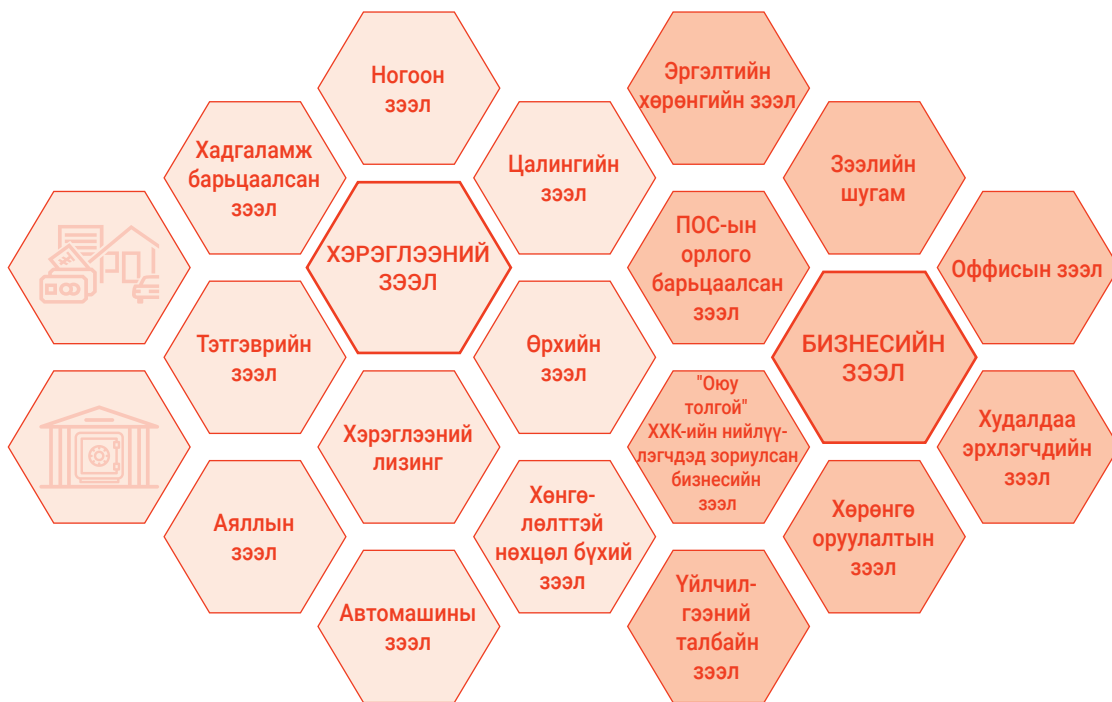 Ногоон
зээл
Эргэлтийн
хөрөнгийн зээл
Хадгаламж
барьцаалсан
зээл
Цалингийн
зээл
Зээлийн
шугам
ХЭРЭГЛЭЭНИЙ
ЗЭЭЛ
ПОС-ын
орлого
барьцаалсан
зээл
Оффисын зээл
Тэтгэврийн
зээл
Өрхийн
зээл
БИЗНЕСИЙН
ЗЭЭЛ
Хэрэглээний
лизинг
"Оюу
толгой"
ХХК-ийн нийлүү-
лэгчдэд зориулсан
бизнесийн
зээл
Худалдаа
эрхлэгчдийн
зээл
Аяллын
зээл
Хөнгө-
лөлттэй
нөхцөл бүхий
зээл
Хөрөнгө
оруулалтын
зээл
Автомашины
зээл
Үйлчил-
гээний
талбайн
зээл